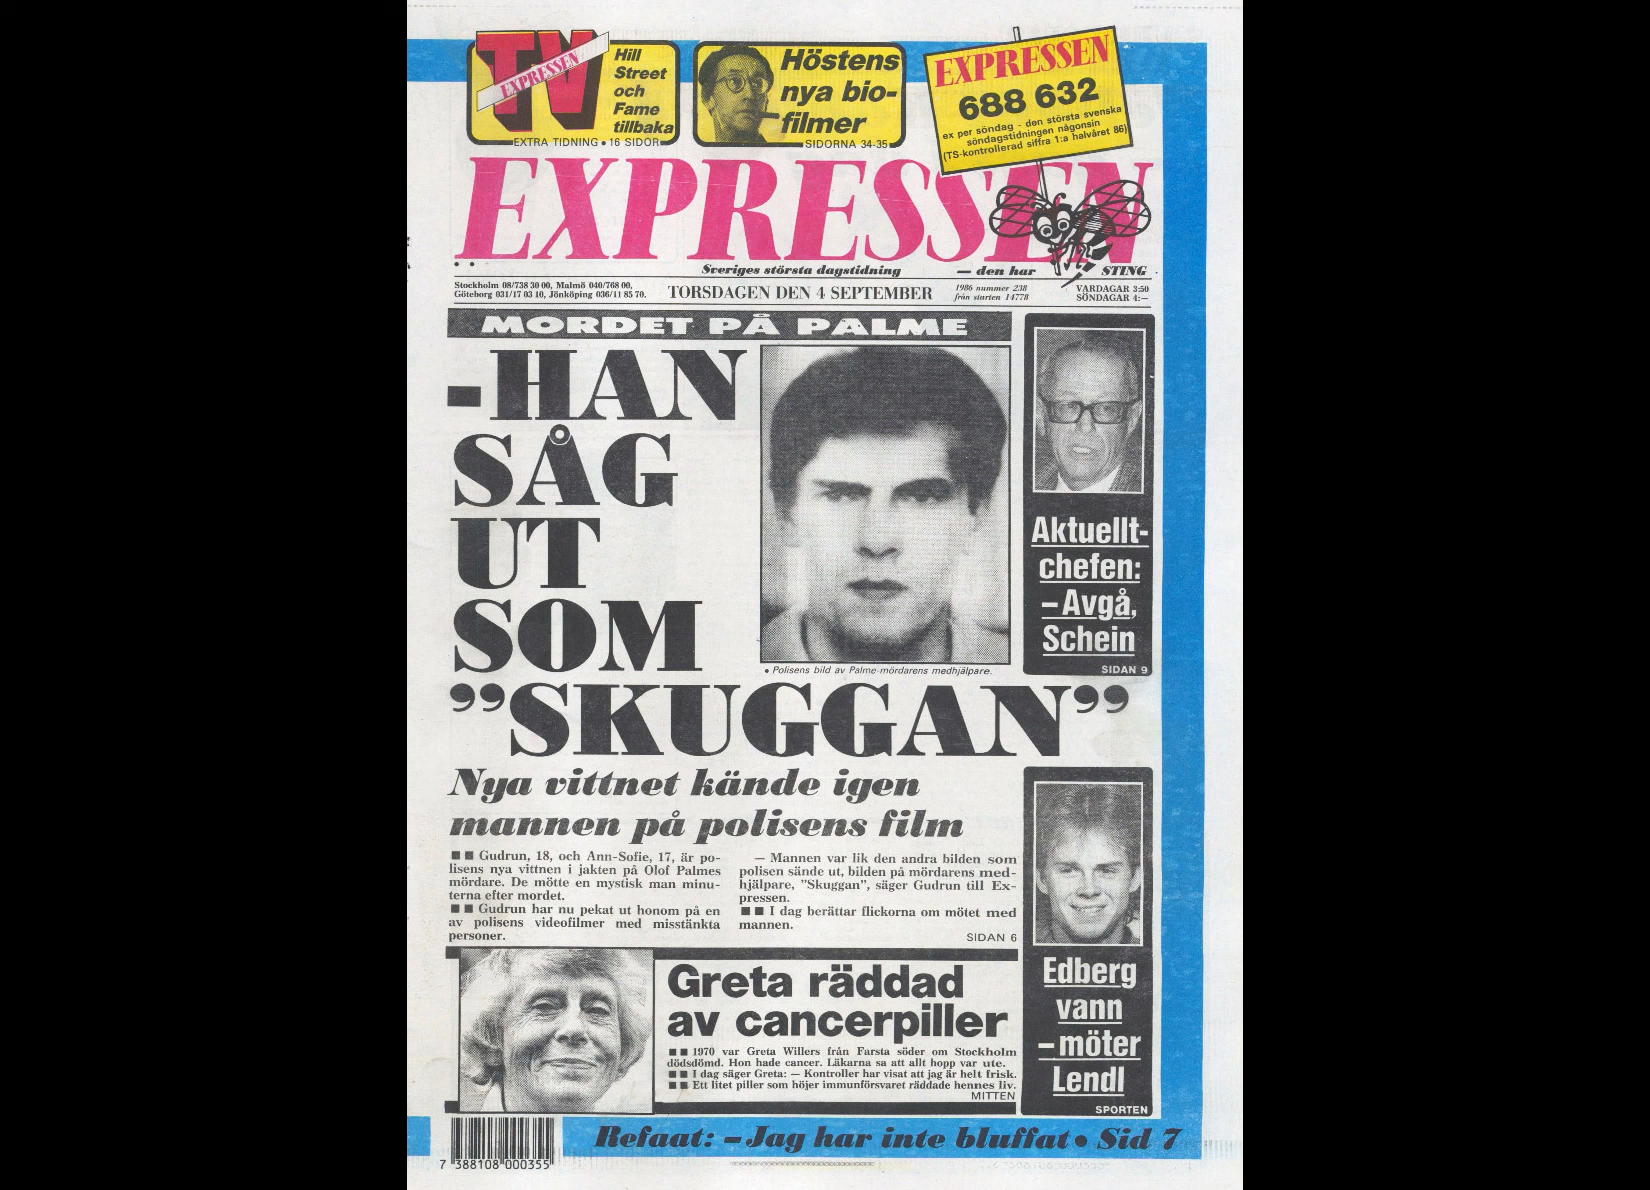 TV
EXPRESSEN
Hill
Street
och
Fame
tillbaka
EXTRA TIDNING • 16 SIDOR
Höstens
nya bio-
filmer
SIDORNA 34-35
EXPRESSEN
688 632
ex per söndag - den största svenska
söndagstidningen någonsin
(TS-kontrollerad siffra 1:a halvåret 86)
EXPRESSEN
Sveriges största dagstidning — den har STING
Stockholm 08/738 30 00, Malmö 040/768 00,
Göteborg 031/17 03 10, Jönköping 036/11 85 70.
TORSDAGEN DEN 4 SEPTEMBER
1986 nummer 238
från starten 14778
VARDAGAR 3:50
SÖNDAGAR 4:—
MORDET PÅ PALME
-HAN
SÅG
UT
SOM
”SKUGGAN”
• Polisens bild av Palme-mördarens medhjälpare.
Nya vittnet kände igen
mannen på polisens film
■ ■ Gudrun, 18, och Ann-Sofie, 17, är po-
lisens nya vittnen i jakten på Olof Palmes
mördare. De mötte en mystisk man minu-
terna efter mordet.
■ ■ Gudrun har nu pekat ut honom på en
av polisens videofilmer med misstänkta
personer.
— Mannen var lik den andra bilden som
polisen sände ut, bilden på mördarens med-
hjälpare, ”Skuggan”, säger Gudrun till Ex-
pressen.
■ ■ I dag berättar flickorna om mötet med
mannen.
SIDAN 6
Aktuellt-
chefen:
– Avgå,
Schein
SIDAN 9
Edberg
vann
– möter
Lendl
SPORTEN
Greta räddad
av cancerpiller
■ ■ 1970 var Greta Willers från Farsta söder om Stockholm
dödsdömd. Hon hade cancer. Läkarna sa att allt hopp var ute.
■ ■ I dag säger Greta: — Kontroller har visat att jag är helt frisk.
■ ■ Ett litet piller som höjer immunförsvaret räddade hennes liv.
MITTEN
Refaat: – Jag har inte bluffat • Sid 7
7 388108 000355